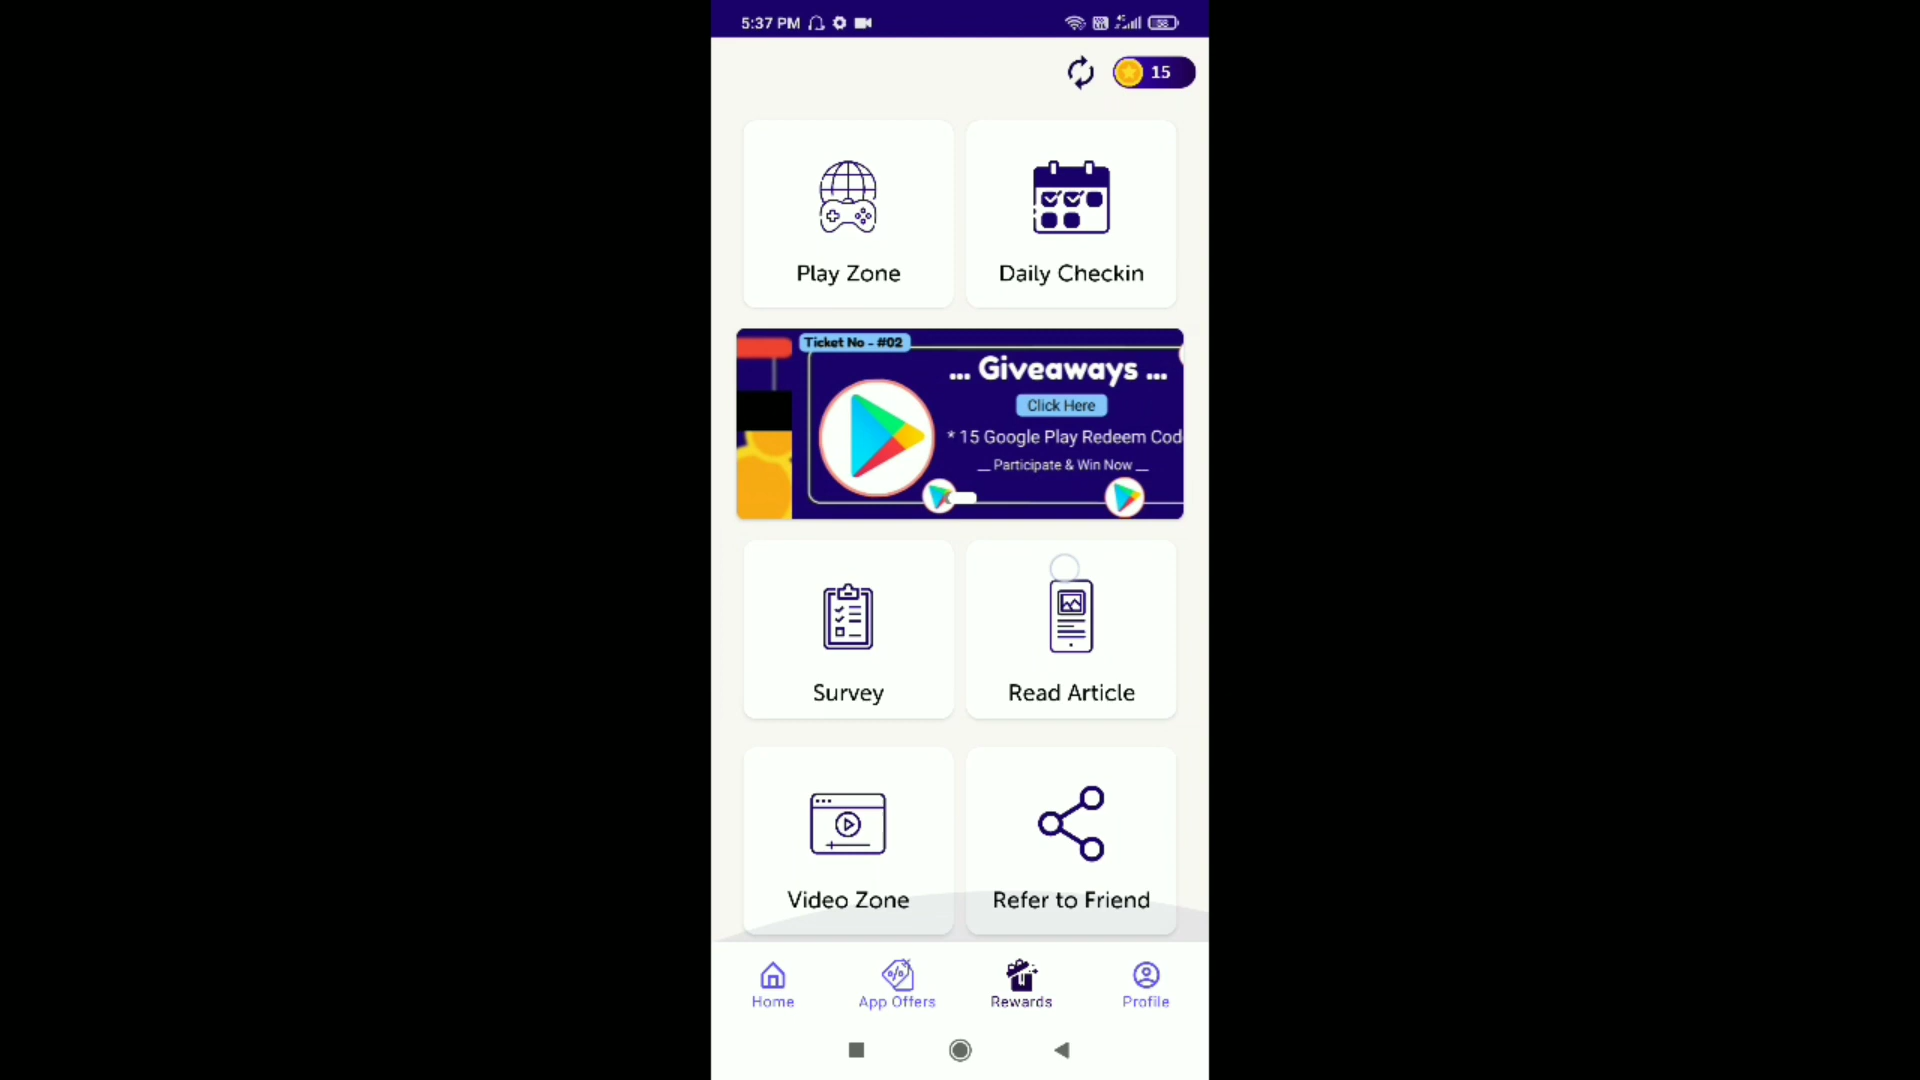 5:37 PM
15
Play Zone
Daily Checkin
Ticket No - #02
... Giveaways ...
Click Here
* 15 Google Play Redeem Cod
__ Participate & Win Now __
Survey
Read Article
Video Zone
Refer to Friend
Home
App Offers
Rewards
Profile